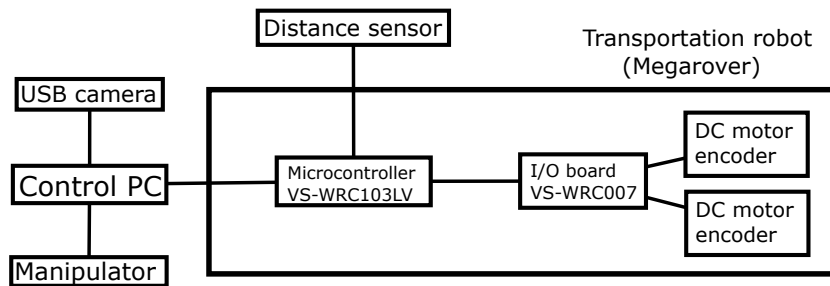 Distance sensor
Transportation robot
(Megarover)
USB camera
DC motor
encoder
Microcontroller
VS-WRC103LV
I/O board
VS-WRC007
Control PC
DC motor
encoder
Manipulator